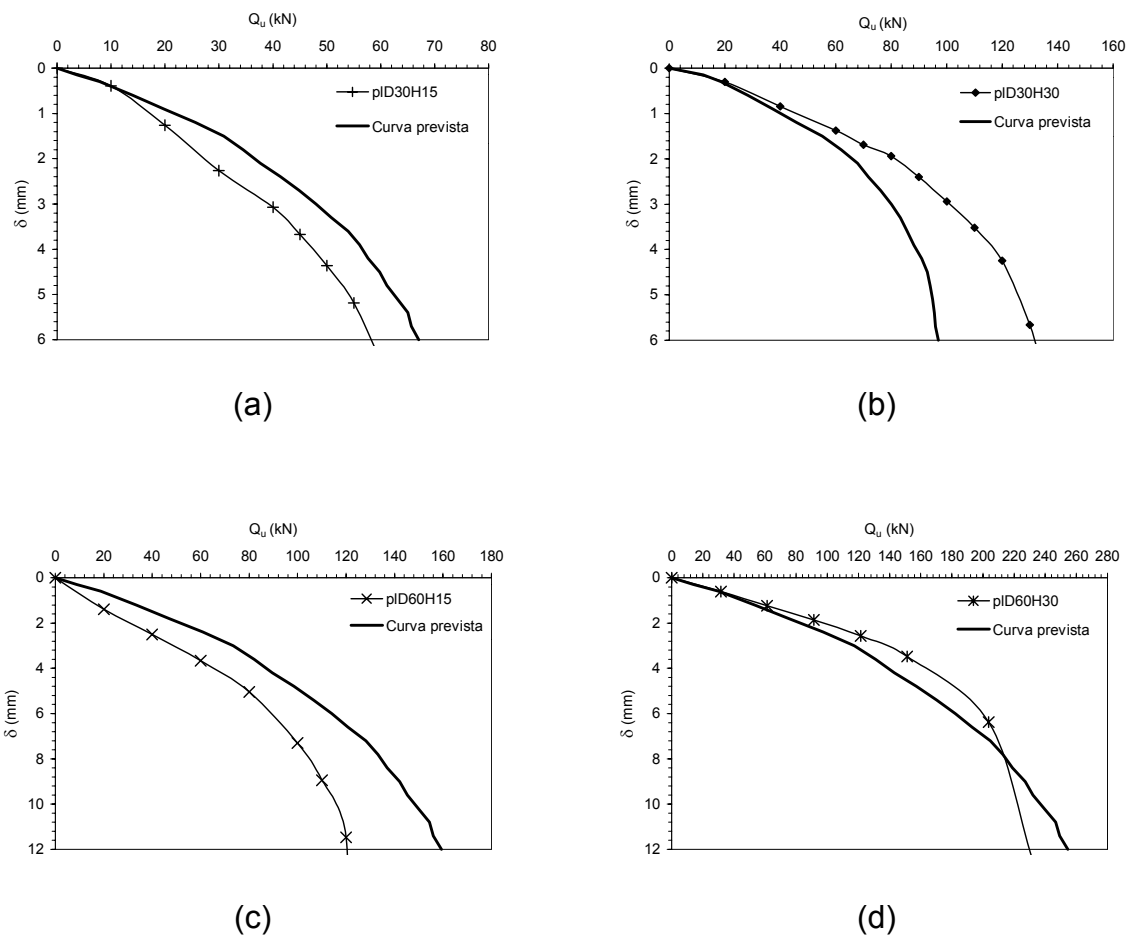 Qu (kN)
0 10 20 30 40 50 60 70 80
0
1
2
3
4
5
6
δ (mm)
plD30H15
Curva prevista
(a)
Qu (kN)
0 20 40 60 80 100 120 140 160
0
1
2
3
4
5
6
δ (mm)
plD30H30
Curva prevista
(b)
Qu (kN)
0 20 40 60 80 100 120 140 160 180
0
2
4
6
8
10
12
δ (mm)
plD60H15
Curva prevista
(c)
Qu (kN)
0 20 40 60 80 100 120 140 160 180 200 220 240 260 280
0
2
4
6
8
10
12
δ (mm)
plD60H30
Curva prevista
(d)